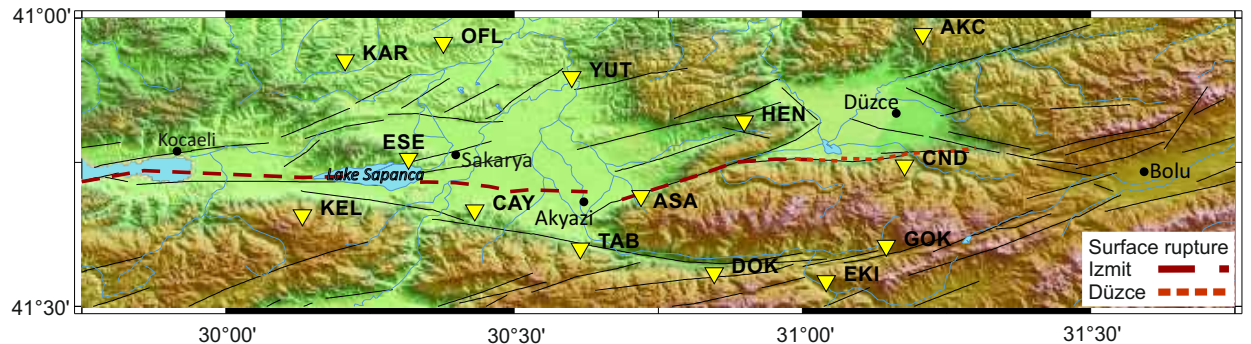 41°00'
OFL
AKC
KAR
YUT
HEN
Düzce
Kocaeli
ESE
Sakarya
CND
Lake Sapanca
Bolu
KEL
CAY
Akyazi
ASA
TAB
GOK
DOK
EKI
Surface rupture
Izmit
Düzce
41°30'
30°00'
30°30'
31°00'
31°30'